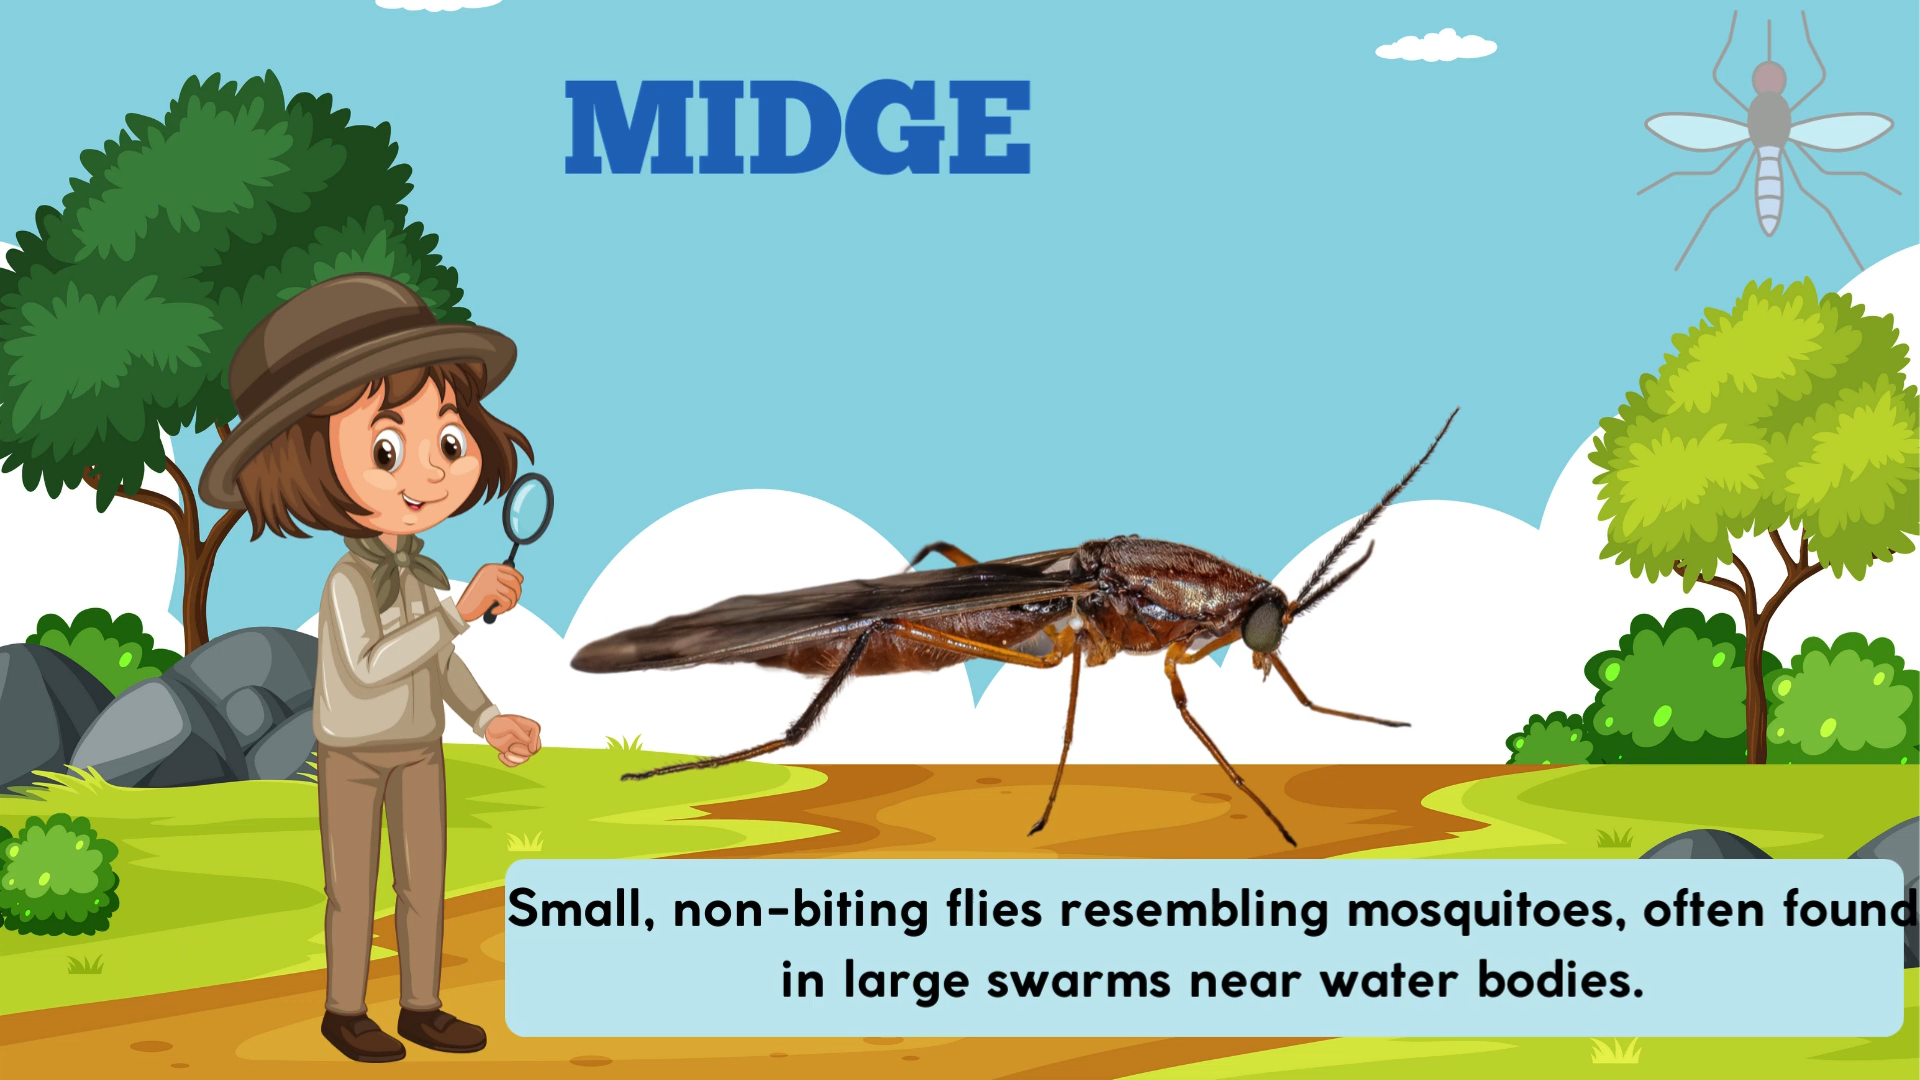 MIDGE
Small, non-biting flies resembling mosquitoes, often found
in large swarms near water bodies.